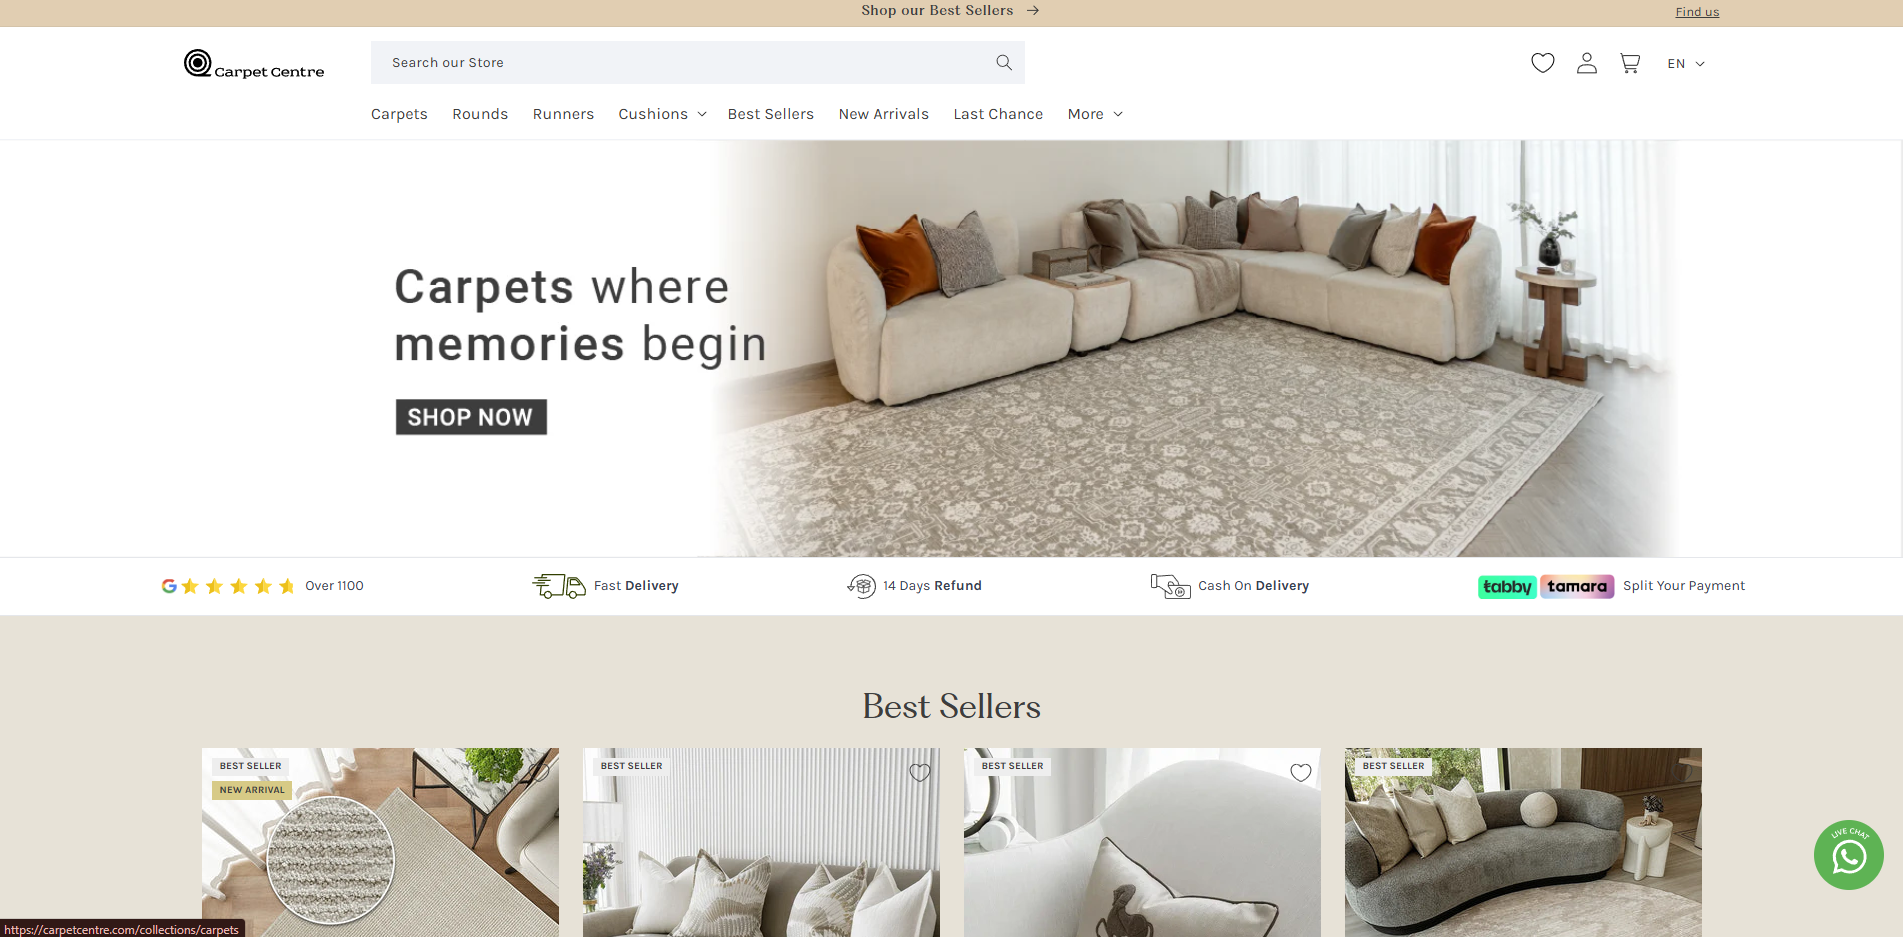 Shop our Best Sellers →
Find us
Carpet Centre
Search our Store
EN
Carpets Rounds Runners Cushions Best Sellers New Arrivals Last Chance More
Carpets where
memories begin
SHOP NOW
Over 1100
Fast Delivery
14 Days Refund
Cash On Delivery
tabby tamara Split Your Payment
Best Sellers
BEST SELLER
NEW ARRIVAL
BEST SELLER
BEST SELLER
BEST SELLER
LIVE CHAT
https://carpetcentre.com/collections/carpets